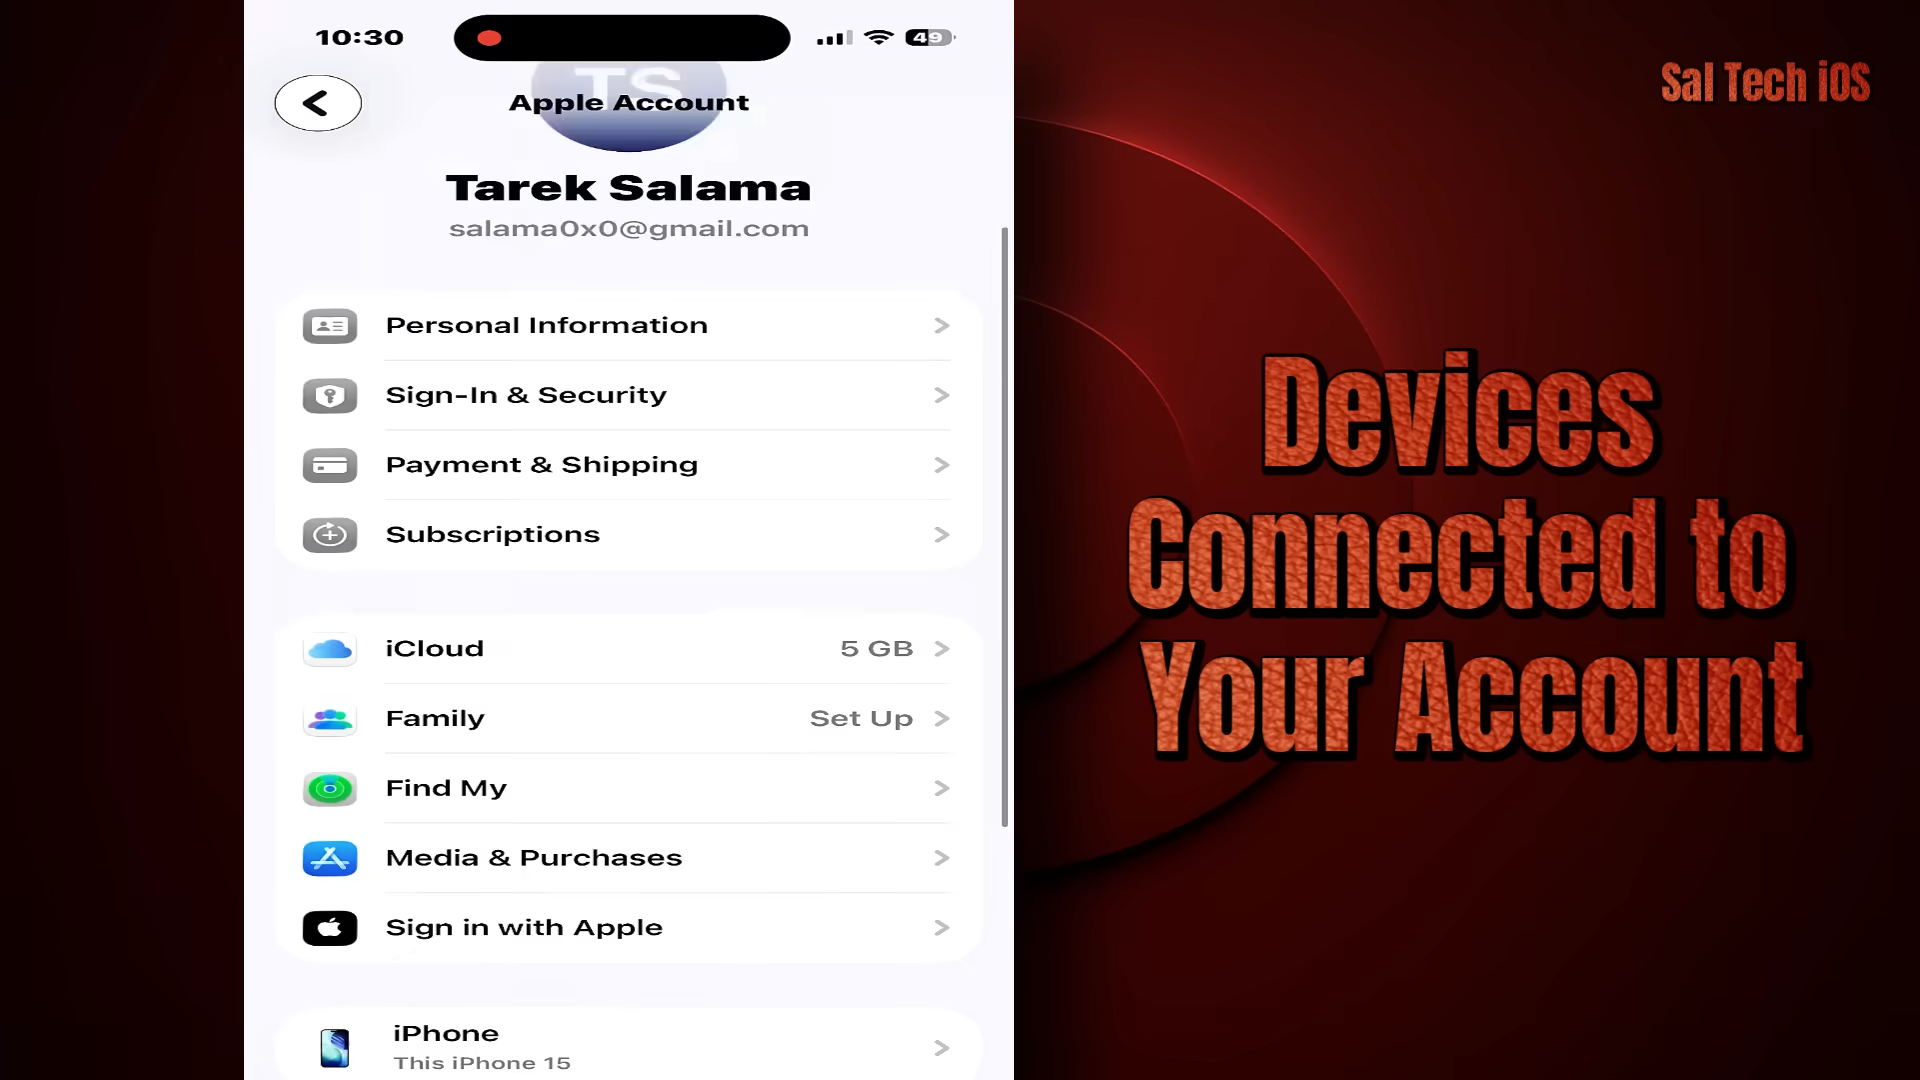 10:30
49
TS
Apple Account
Tarek Salama
salama0x0@gmail.com
Personal Information
Sign-In & Security
Payment & Shipping
Subscriptions
iCloud 5 GB
Family Set Up
Find My
Media & Purchases
Sign in with Apple
iPhone
This iPhone 15
Sal Tech iOS
Devices
Connected to
Your Account